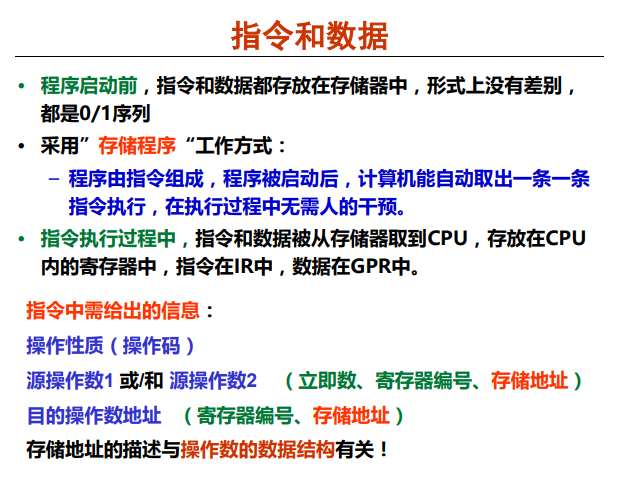 指令和数据
• 程序启动前，指令和数据都存放在存储器中，形式上没有差别，
都是0/1序列
• 采用”存储程序“工作方式：
– 程序由指令组成，程序被启动后，计算机能自动取出一条一条
指令执行，在执行过程中无需人的干预。
• 指令执行过程中，指令和数据被从存储器取到CPU，存放在CPU
内的寄存器中，指令在IR中，数据在GPR中。
指令中需给出的信息：
操作性质（操作码）
源操作数1 或/和 源操作数2 （立即数、寄存器编号、存储地址）
目的操作数地址 （寄存器编号、存储地址）
存储地址的描述与操作数的数据结构有关！